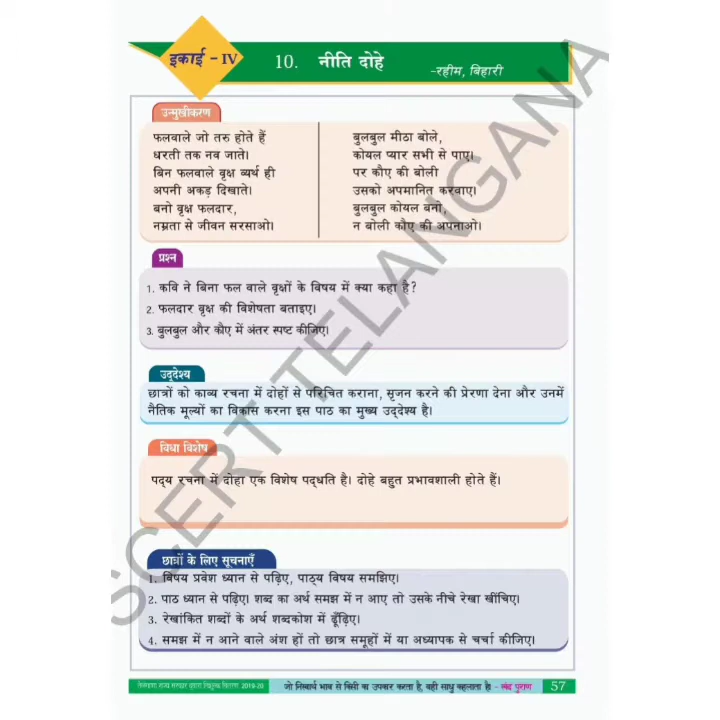 इकाई - IV
10. नीति दोहे
-रहीम, बिहारी
उन्मुखीकरण
फलवाले जो तरु होते हैं
धरती तक नव जाते।
बिन फलवाले वृक्ष व्यर्थ ही
अपनी अकड़ दिखाते।
बनो वृक्ष फलदार,
नम्रता से जीवन सरसाओ।
बुलबुल मीठा बोले,
कोयल प्यार सभी से पाए।
पर कौए की बोली
उसको अपमानित करवाए।
बुलबुल कोयल बनो,
न बोली कौए की अपनाओ।
प्रश्न
1. कवि ने बिना फल वाले वृक्षों के विषय में क्या कहा है?
2. फलदार वृक्ष की विशेषता बताइए।
3. बुलबुल और कौए में अंतर स्पष्ट कीजिए।
उद्देश्य
छात्रों को काव्य रचना में दोहों से परिचित कराना, सृजन करने की प्रेरणा देना और उनमें
नैतिक मूल्यों का विकास करना इस पाठ का मुख्य उद्देश्य है।
विधा विशेष
पद्य रचना में दोहा एक विशेष पद्धति है। दोहे बहुत प्रभावशाली होते हैं।
छात्रों के लिए सूचनाएँ
1. विषय प्रवेश ध्यान से पढ़िए, पाठ्य विषय समझिए।
2. पाठ ध्यान से पढ़िए। शब्द का अर्थ समझ में न आए तो उसके नीचे रेखा खींचिए।
3. रेखांकित शब्दों के अर्थ शब्दकोश में ढूँढ़िए।
4. समझ में न आने वाले अंश हों तो छात्र समूहों में या अध्यापक से चर्चा कीजिए।
तेलंगाणा राज्य सरकार द्वारा निःशुल्क वितरण 2019-20
जो निस्वार्थ भाव से किसी का उपकार करता है, वही साधु कहलाता है। - स्कंद पुराण
57
SCERT TELANGANA